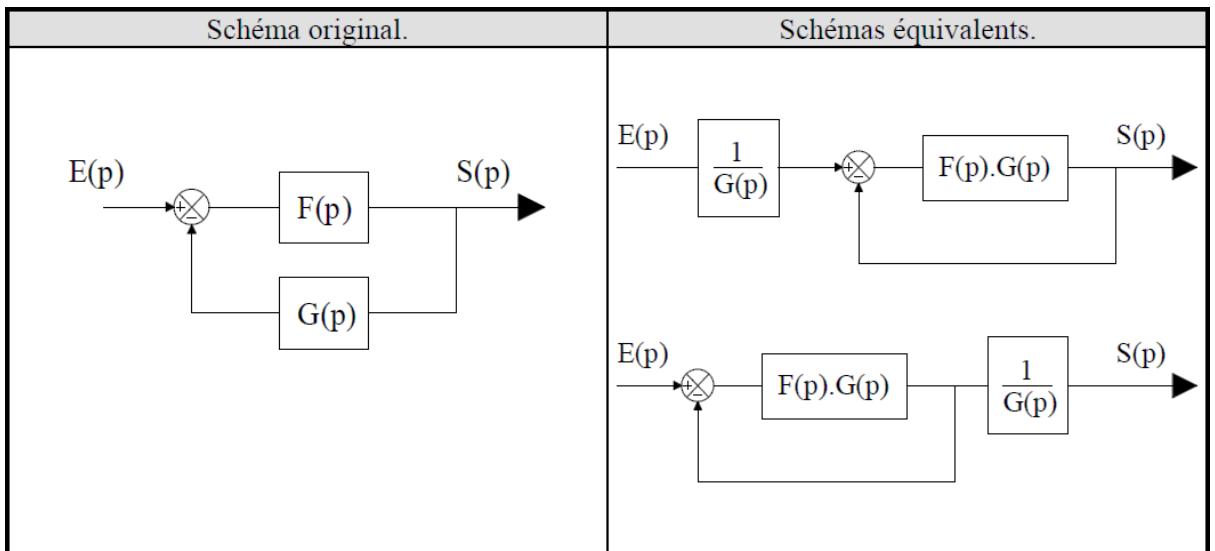 Schéma original.
Schémas équivalents.
E(p)
S(p)
+
−
F(p)
G(p)
E(p)
1
G(p)
+
−
F(p).G(p)
S(p)
E(p)
+
−
F(p).G(p)
1
G(p)
S(p)